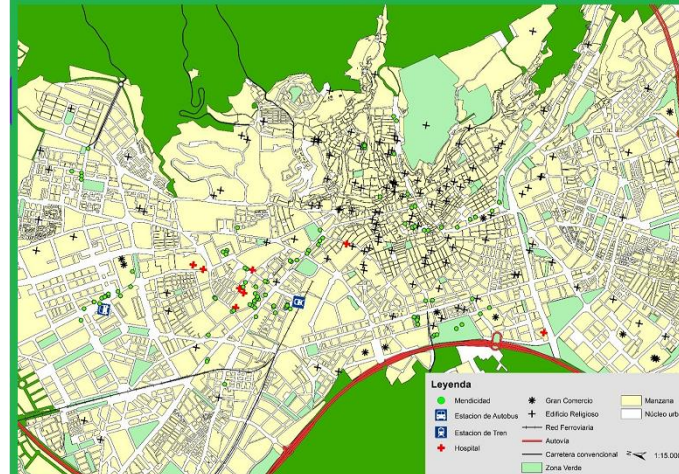 Leyenda
Mendicidad
Estacion de Autobus
Estacion de Tren
Hospital
Gran Comercio
Edificio Religioso
Red Ferroviaria
Autovía
Carretera convencional
Zona Verde
Manzana
Núcleo urb
1:15.000